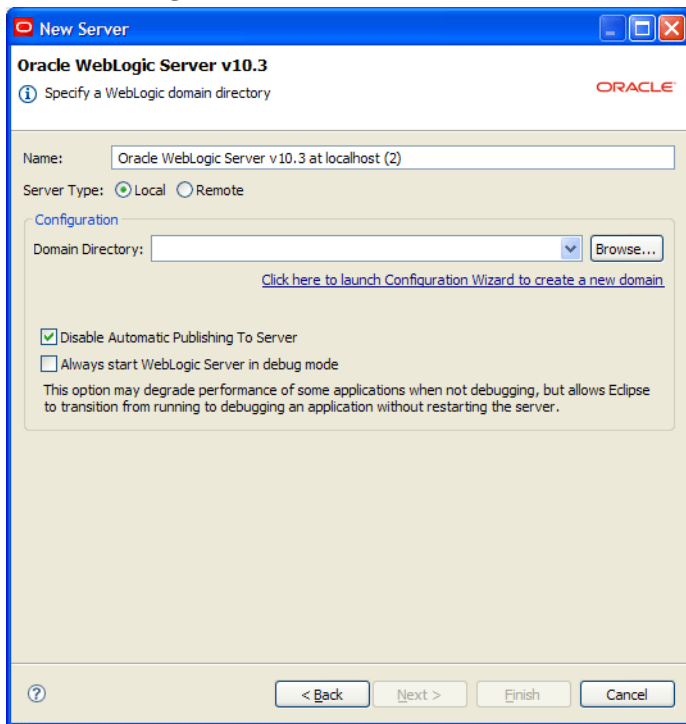 New Server
Oracle WebLogic Server v10.3
Specify a WebLogic domain directory
ORACLE
Name: Oracle WebLogic Server v10.3 at localhost (2)
Server Type: Local Remote
Configuration
Domain Directory: Browse...
Click here to launch Configuration Wizard to create a new domain
Disable Automatic Publishing To Server
Always start WebLogic Server in debug mode
This option may degrade performance of some applications when not debugging, but allows Eclipse
to transition from running to debugging an application without restarting the server.
? < Back Next > Finish Cancel